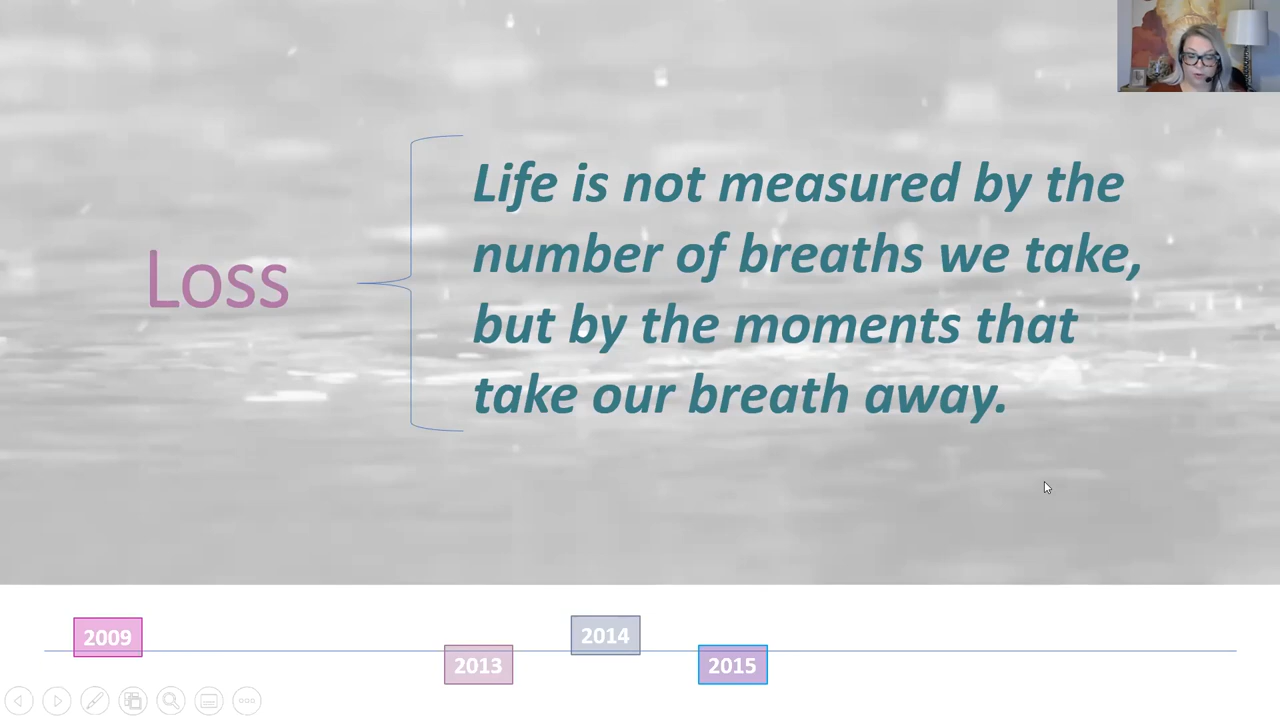 Loss
Life is not measured by the
number of breaths we take,
but by the moments that
take our breath away.
2009
2013
2014
2015